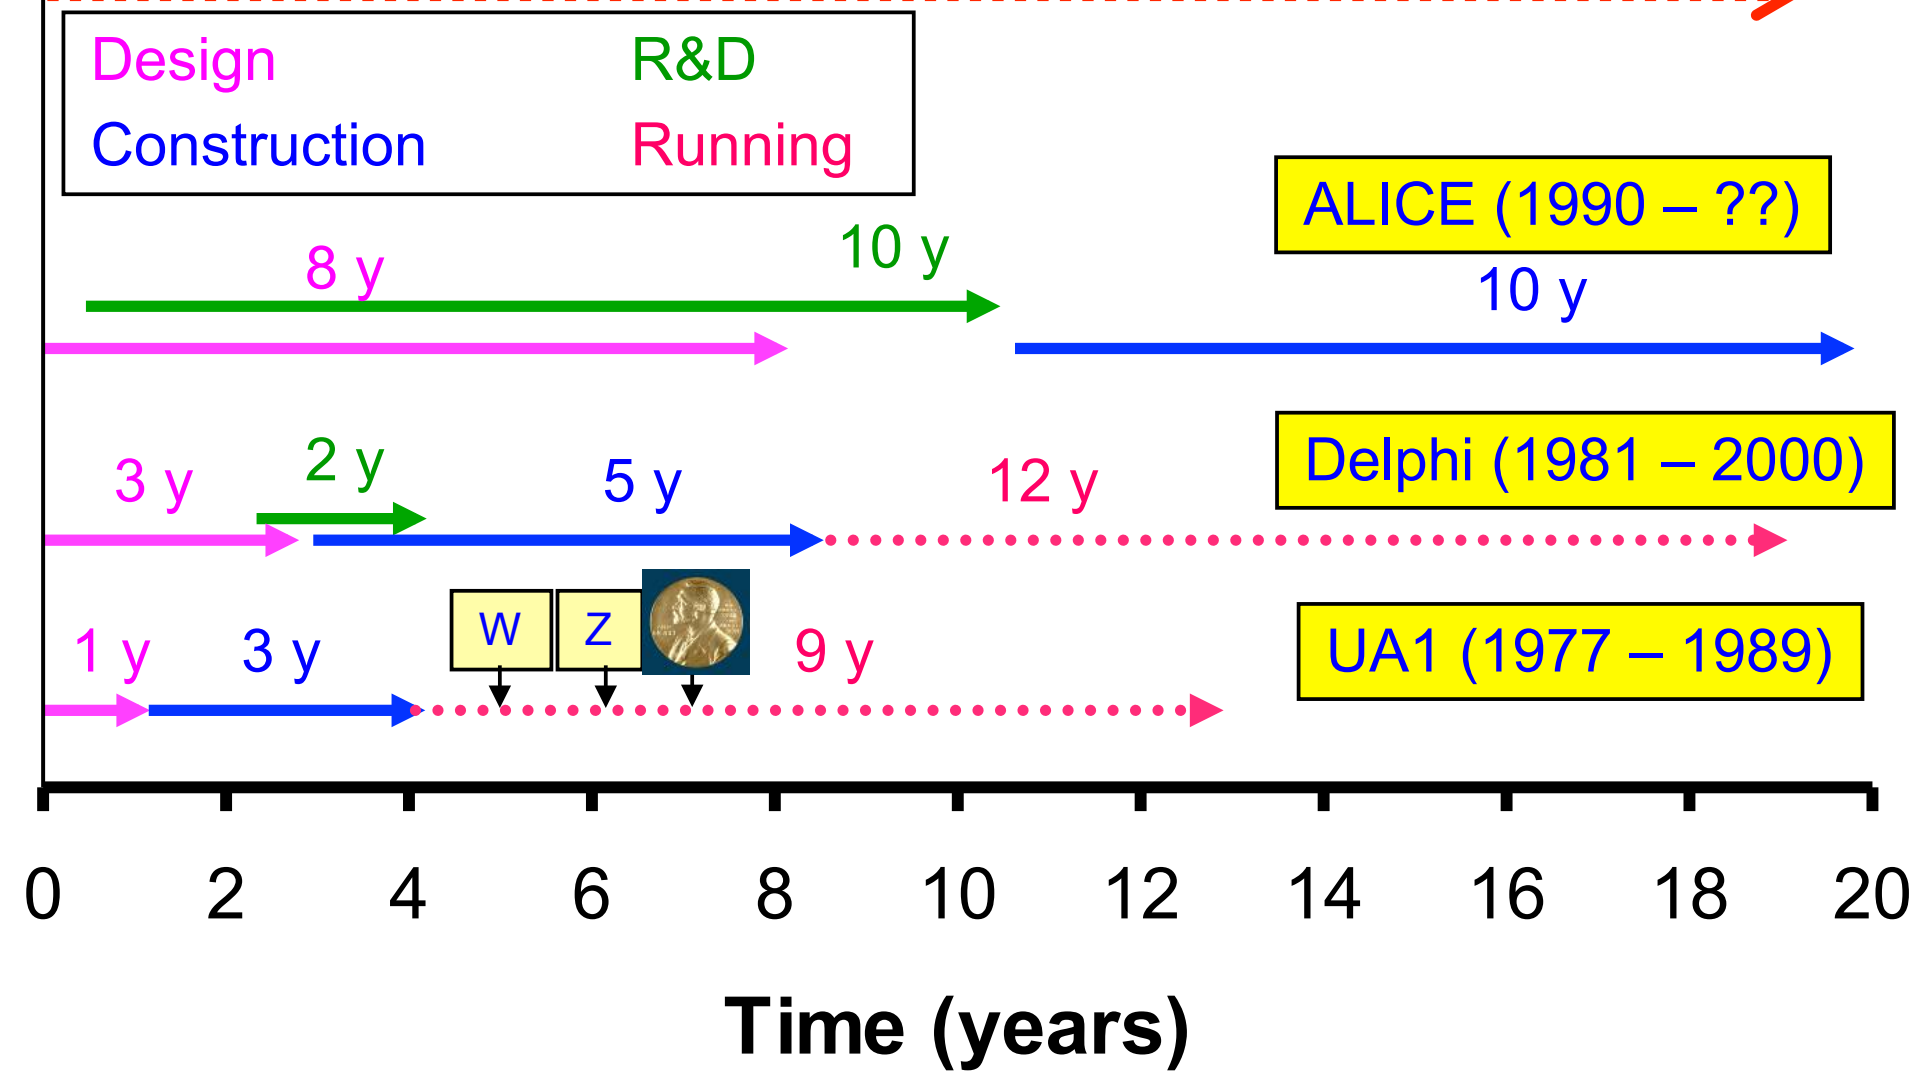 Design R&D
Construction Running
ALICE (1990 – ??)
8 y 10 y
10 y
Delphi (1981 – 2000)
3 y 2 y 5 y 12 y
W Z
UA1 (1977 – 1989)
1 y 3 y 9 y
0 2 4 6 8 10 12 14 16 18 20
Time (years)